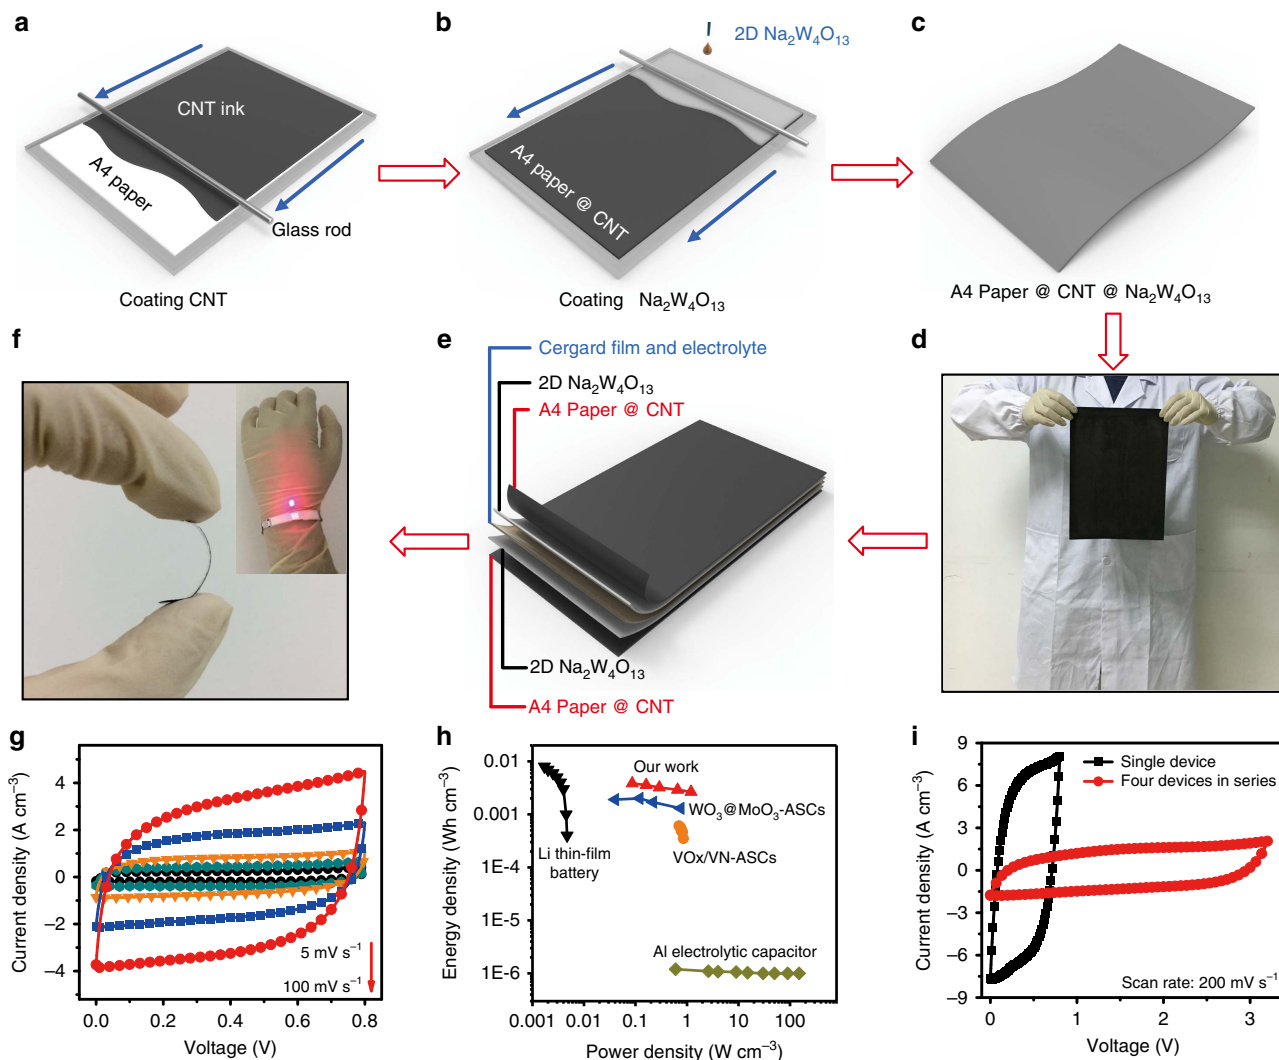 a
CNT ink
A4 paper
Glass rod
Coating CNT
b
2D Na₂W₄O₁₃
A4 paper @ CNT
Coating Na₂W₄O₁₃
c
A4 Paper @ CNT @ Na₂W₄O₁₃
f
e
Cergard film and electrolyte
2D Na₂W₄O₁₃
A4 Paper @ CNT
2D Na₂W₄O₁₃
A4 Paper @ CNT
d
g
Current density (A cm⁻³)
4
2
0
−2
−4
5 mV s⁻¹
100 mV s⁻¹
0.0 0.2 0.4 0.6 0.8
Voltage (V)
h
Energy density (Wh cm⁻³)
0.01
0.001
1E-4
1E-5
1E-6
Our work
WO₃@MoO₃-ASCs
Li thin-film
battery
VOx/VN-ASCs
Al electrolytic capacitor
0.001 0.01 0.1 1 10 100
Power density (W cm⁻³)
i
Current density (A cm⁻³)
9
6
3
0
−3
−6
−9
Single device
Four devices in series
Scan rate: 200 mV s⁻¹
0 1 2 3
Voltage (V)